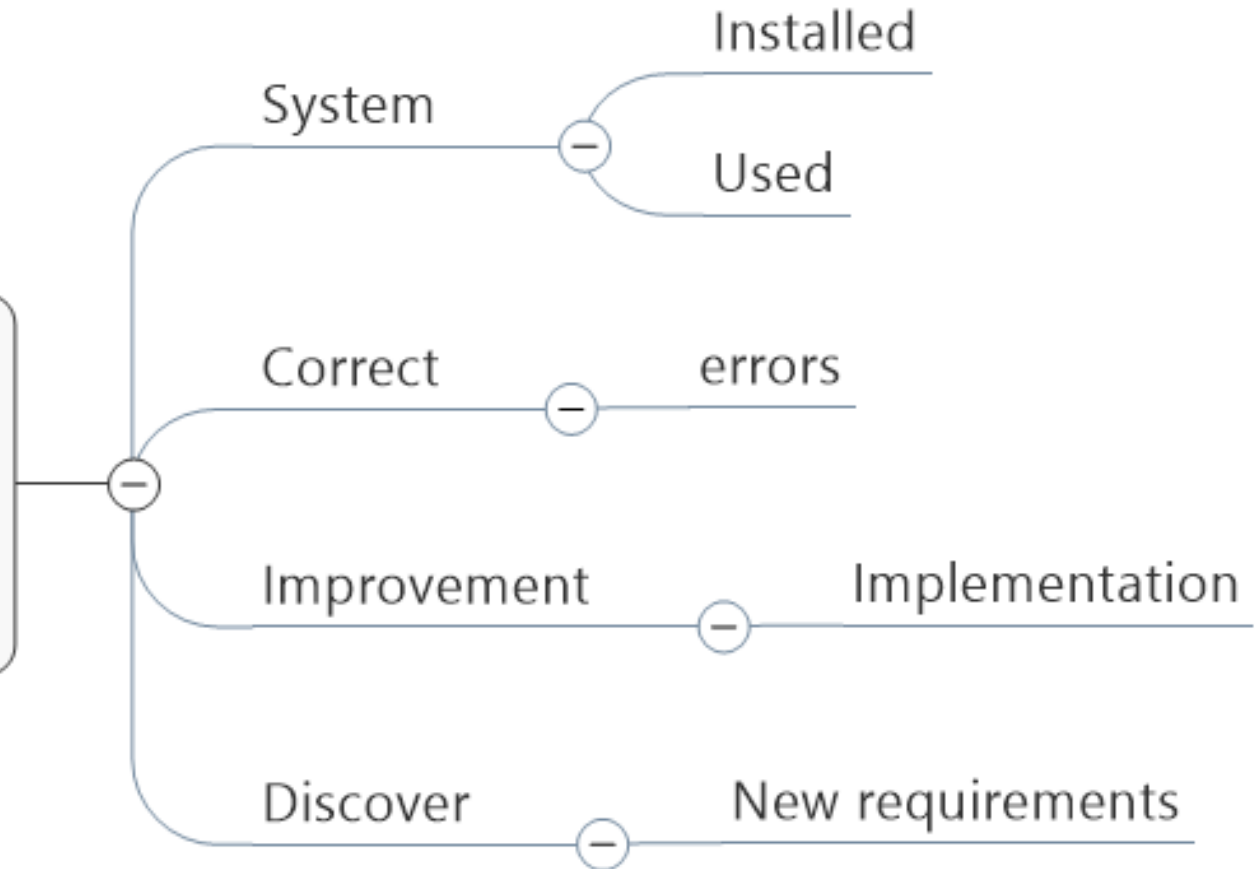 System
Installed
Used
Correct
errors
Improvement
Implementation
Discover
New requirements